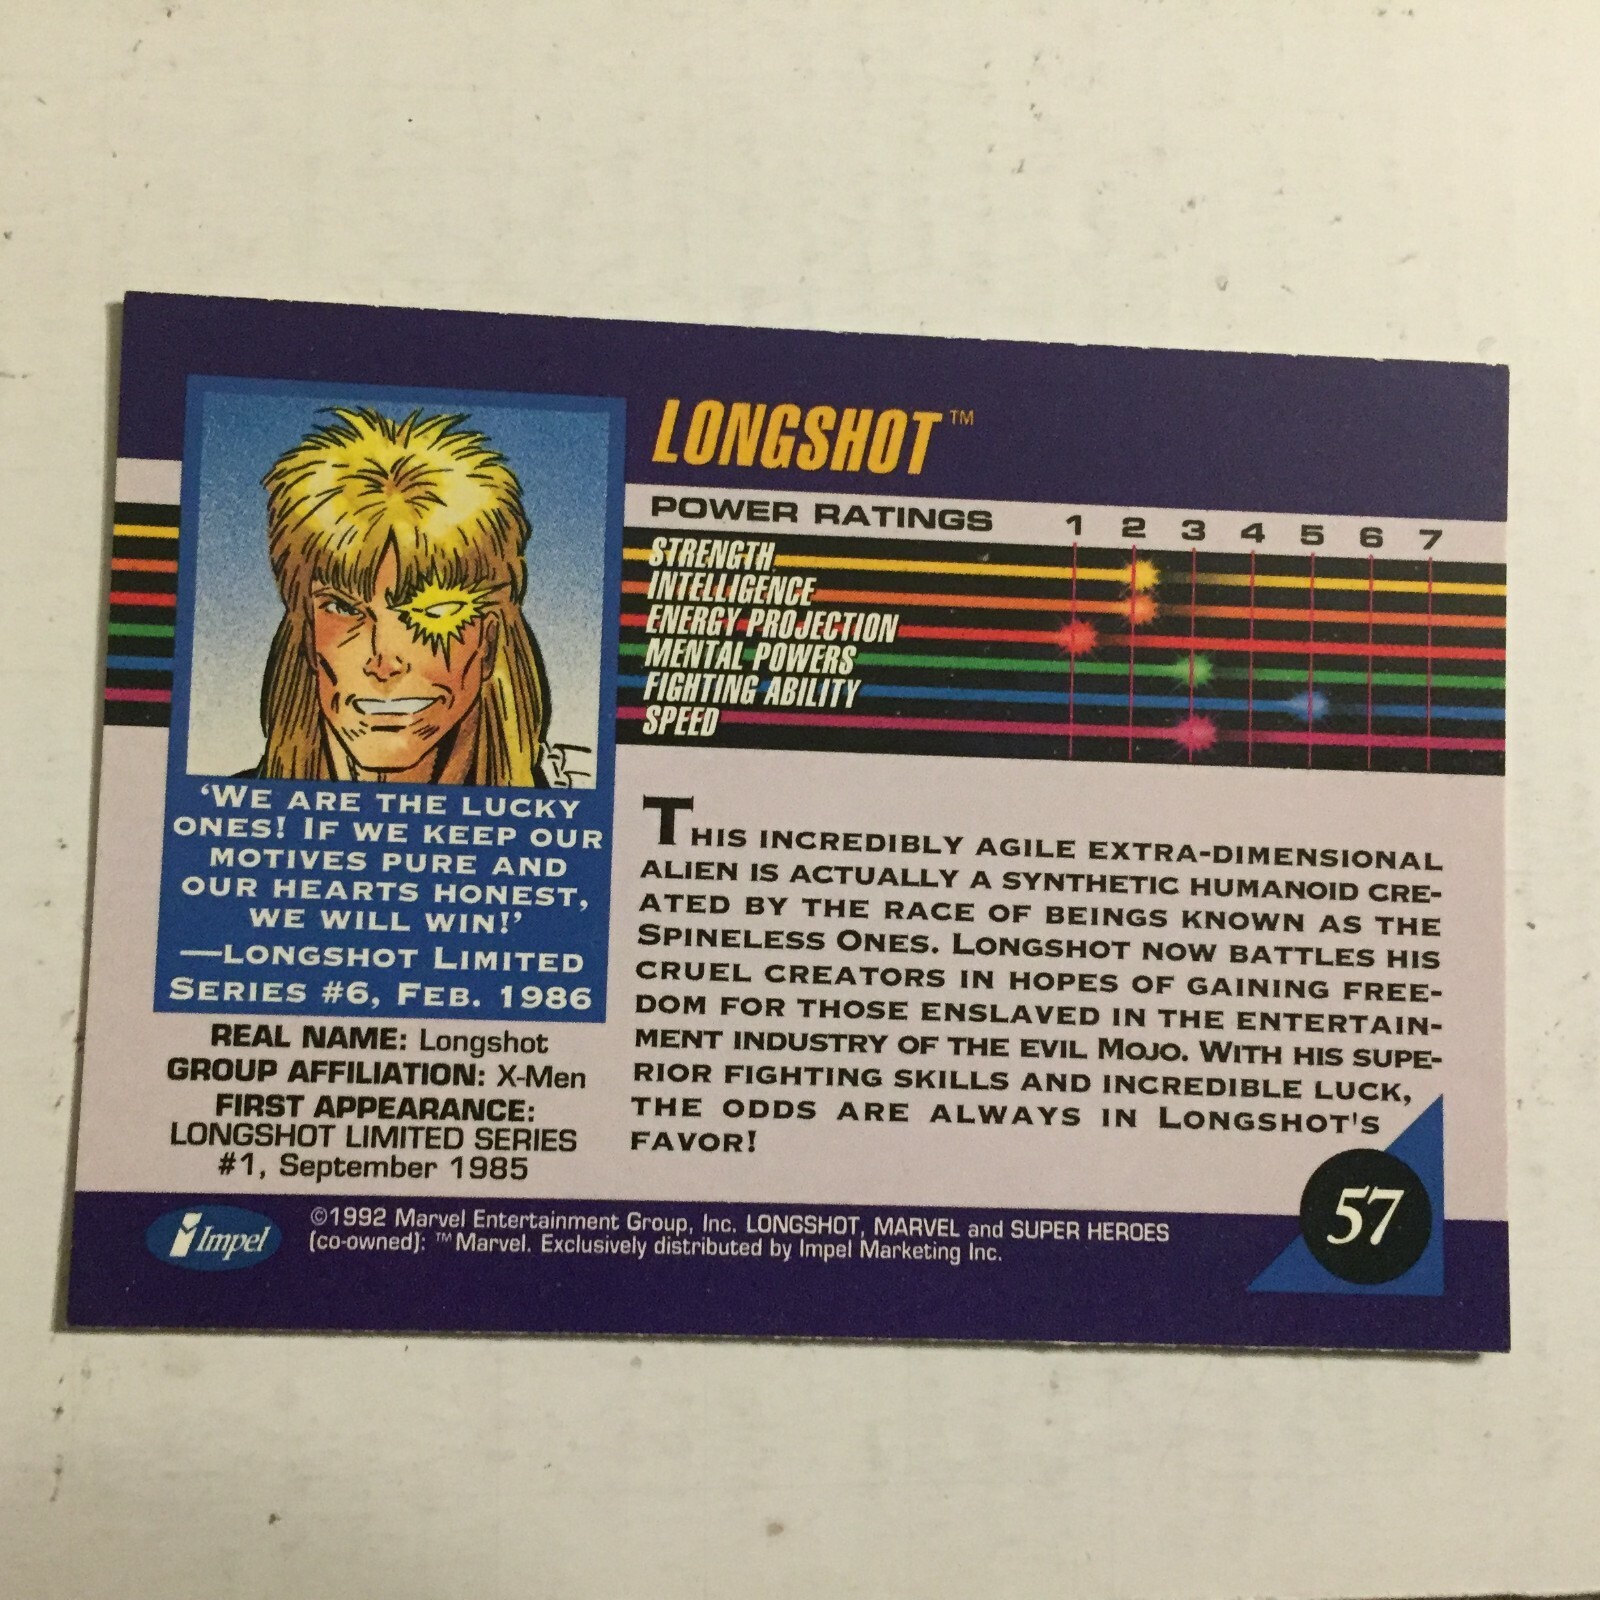 LONGSHOT™
POWER RATINGS 1 2 3 4 5 6 7
STRENGTH
INTELLIGENCE
ENERGY PROJECTION
MENTAL POWERS
FIGHTING ABILITY
SPEED
‘WE ARE THE LUCKY
ONES! IF WE KEEP OUR
MOTIVES PURE AND
OUR HEARTS HONEST,
WE WILL WIN!’
—LONGSHOT LIMITED
SERIES #6, FEB. 1986
REAL NAME: Longshot
GROUP AFFILIATION: X-Men
FIRST APPEARANCE:
LONGSHOT LIMITED SERIES
#1, September 1985
THIS INCREDIBLY AGILE EXTRA-DIMENSIONAL
ALIEN IS ACTUALLY A SYNTHETIC HUMANOID CRE-
ATED BY THE RACE OF BEINGS KNOWN AS THE
SPINELESS ONES. LONGSHOT NOW BATTLES HIS
CRUEL CREATORS IN HOPES OF GAINING FREE-
DOM FOR THOSE ENSLAVED IN THE ENTERTAIN-
MENT INDUSTRY OF THE EVIL MOJO. WITH HIS SUPE-
RIOR FIGHTING SKILLS AND INCREDIBLE LUCK,
THE ODDS ARE ALWAYS IN LONGSHOT'S
FAVOR!
57
Impel
©1992 Marvel Entertainment Group, Inc. LONGSHOT, MARVEL and SUPER HEROES
(co-owned): ™Marvel. Exclusively distributed by Impel Marketing Inc.